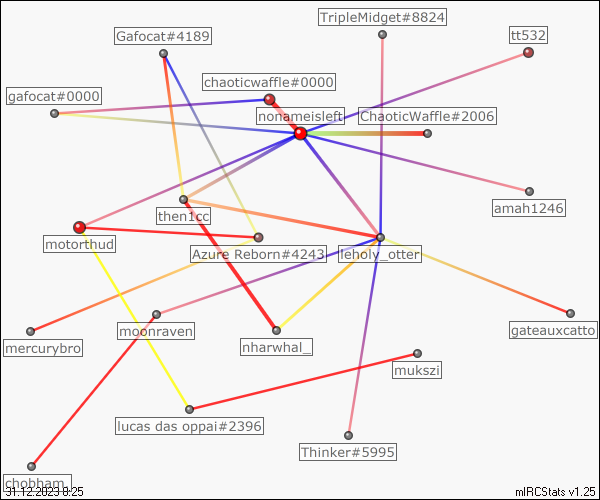 TripleMidget#8824
Gafocat#4189
tt532
chaoticwaffle#0000
gafocat#0000
nonameisleft
ChaoticWaffle#2006
then1cc
amah1246
motorthud
Azure Reborn#4243
leholy_otter
moonraven
gateauxcatto
mercurybro
nharwhal_
mukszi
lucas das oppai#2396
Thinker#5995
chobham_
31.12.2023 8:25
mIRCStats v1.25